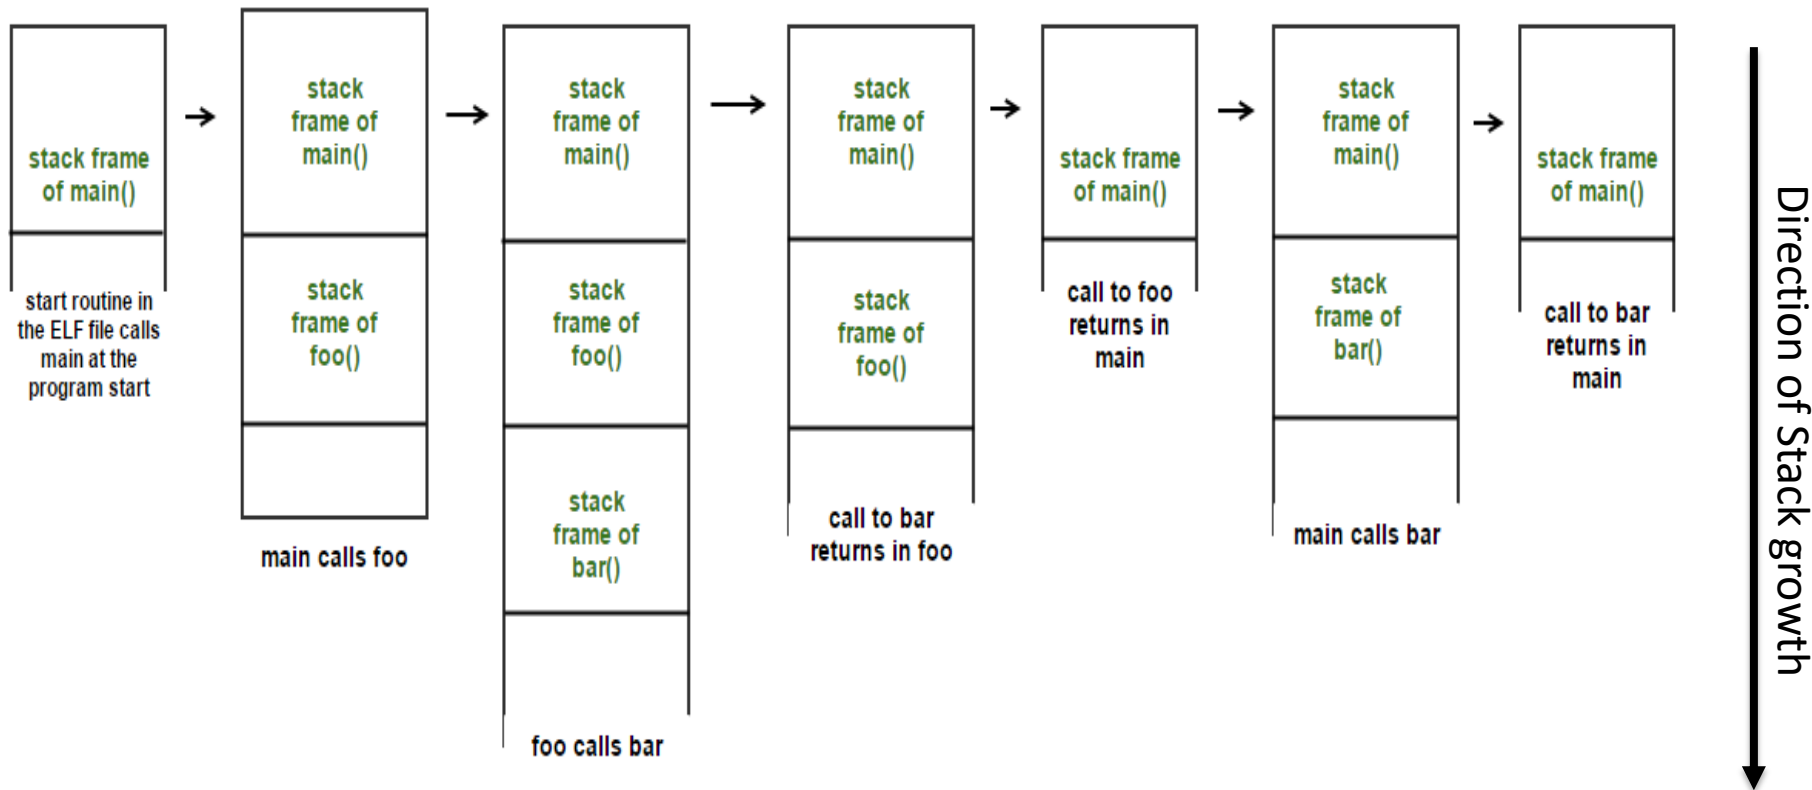 stack frame
of main()
start routine in
the ELF file calls
main at the
program start
stack
frame of
main()
stack
frame of
foo()
main calls foo
stack
frame of
main()
stack
frame of
foo()
stack
frame of
bar()
foo calls bar
stack
frame of
main()
stack
frame of
foo()
call to bar
returns in foo
stack frame
of main()
call to foo
returns in
main
stack
frame of
main()
stack
frame of
bar()
main calls bar
stack frame
of main()
call to bar
returns in
main
Direction of Stack growth